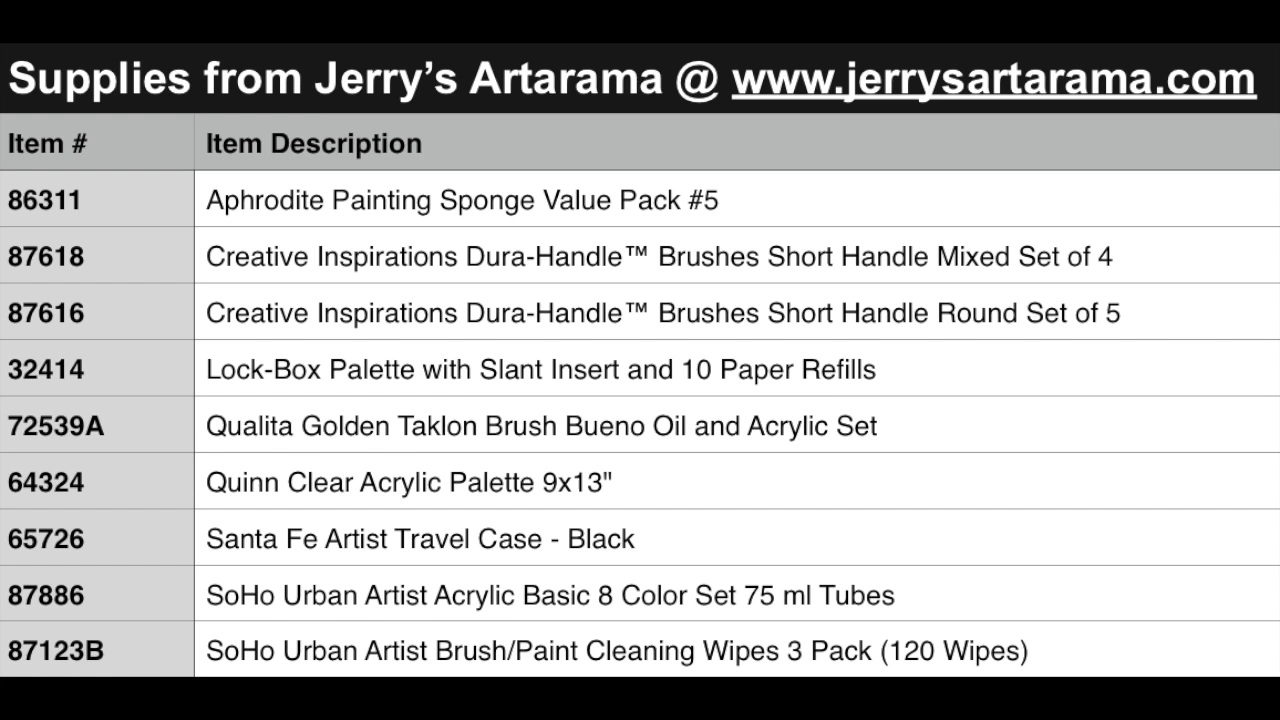 Supplies from Jerry’s Artarama @ www.jerrysartarama.com
Item # Item Description
86311 Aphrodite Painting Sponge Value Pack #5
87618 Creative Inspirations Dura-Handle™ Brushes Short Handle Mixed Set of 4
87616 Creative Inspirations Dura-Handle™ Brushes Short Handle Round Set of 5
32414 Lock-Box Palette with Slant Insert and 10 Paper Refills
72539A Qualita Golden Taklon Brush Bueno Oil and Acrylic Set
64324 Quinn Clear Acrylic Palette 9x13"
65726 Santa Fe Artist Travel Case - Black
87886 SoHo Urban Artist Acrylic Basic 8 Color Set 75 ml Tubes
87123B SoHo Urban Artist Brush/Paint Cleaning Wipes 3 Pack (120 Wipes)